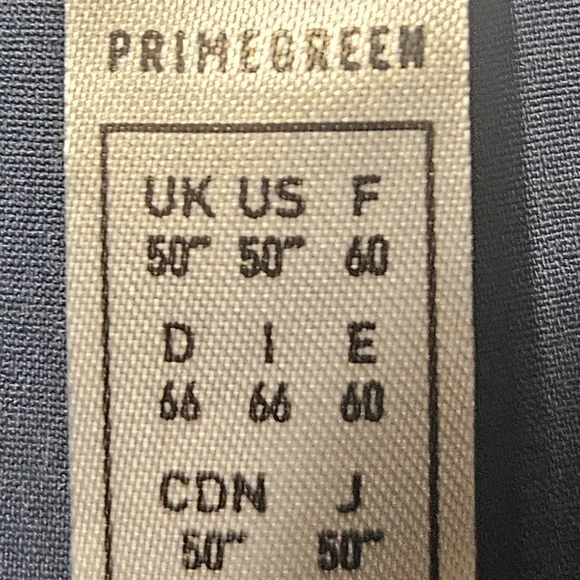 PRIMEGREEN
UK US F
50" 50" 60
D I E
66 66 60
CDN J
50" 50"